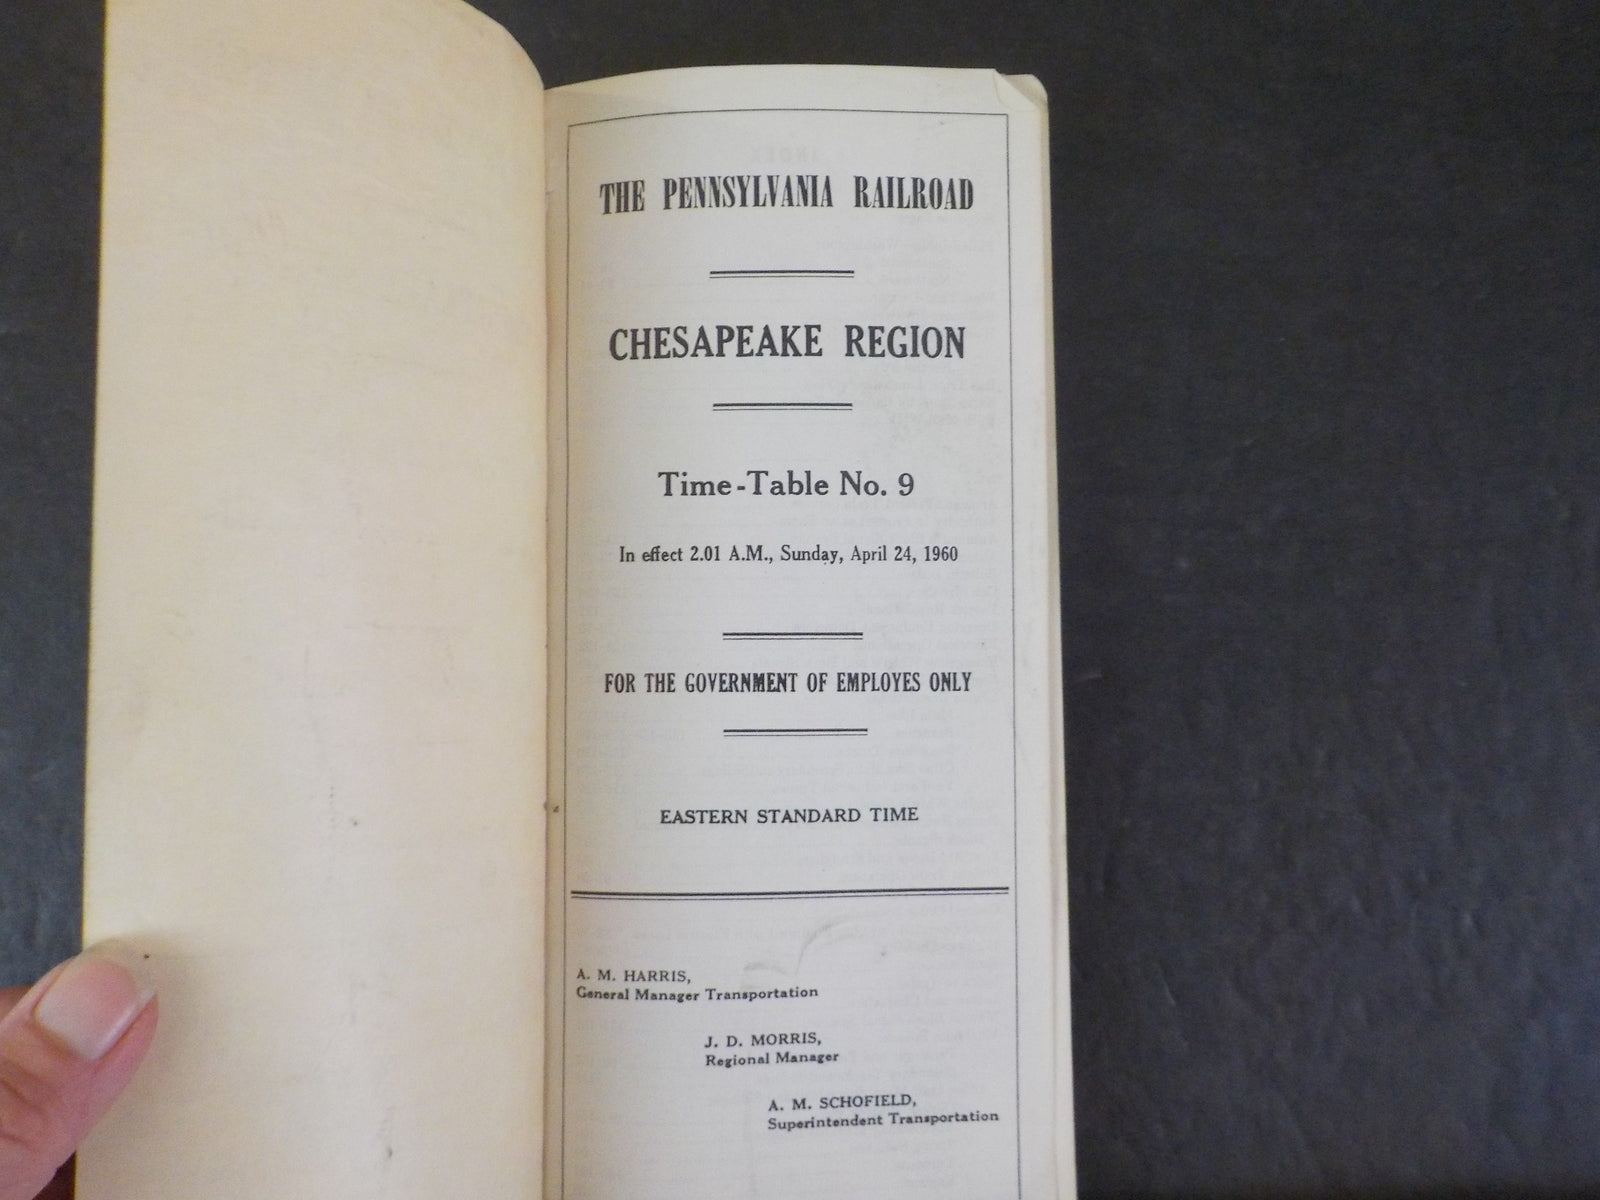 THE PENNSYLVANIA RAILROAD
CHESAPEAKE REGION
Time-Table No. 9
In effect 2.01 A.M., Sunday, April 24, 1960
FOR THE GOVERNMENT OF EMPLOYES ONLY
EASTERN STANDARD TIME
A. M. HARRIS,
General Manager Transportation
J. D. MORRIS,
Regional Manager
A. M. SCHOFIELD,
Superintendent Transportation